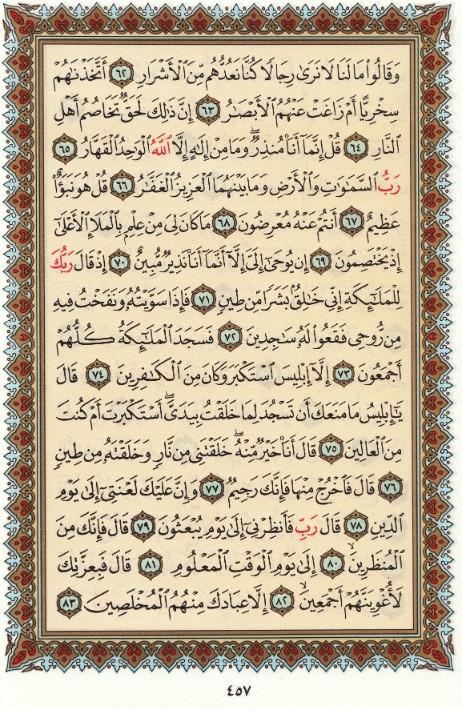 وَقَالُوا۟ مَا لَنَا لَا نَرَىٰ رِجَالًا كُنَّا نَعُدُّهُم مِّنَ ٱلْأَشْرَارِ ٦٢ أَتَّخَذْنَٰهُمْ
سِخْرِيًّا أَمْ زَاغَتْ عَنْهُمُ ٱلْأَبْصَٰرُ ٦٣ إِنَّ ذَٰلِكَ لَحَقٌّ تَخَاصُمُ أَهْلِ
ٱلنَّارِ ٦٤ قُلْ إِنَّمَآ أَنَا۠ مُنذِرٌ ۖ وَمَا مِنْ إِلَٰهٍ إِلَّا ٱللَّهُ ٱلْوَٰحِدُ ٱلْقَهَّارُ ٦٥
رَبُّ ٱلسَّمَٰوَٰتِ وَٱلْأَرْضِ وَمَا بَيْنَهُمَا ٱلْعَزِيزُ ٱلْغَفَّٰرُ ٦٦ قُلْ هُوَ نَبَؤٌا۟
عَظِيمٌ ٦٧ أَنتُمْ عَنْهُ مُعْرِضُونَ ٦٨ مَا كَانَ لِىَ مِنْ عِلْمٍۭ بِٱلْمَلَإِ ٱلْأَعْلَىٰٓ
إِذْ يَخْتَصِمُونَ ٦٩ إِن يُوحَىٰٓ إِلَىَّ إِلَّآ أَنَّمَآ أَنَا۠ نَذِيرٌ مُّبِينٌ ٧٠ إِذْ قَالَ رَبُّكَ
لِلْمَلَٰٓئِكَةِ إِنِّى خَٰلِقٌۢ بَشَرًا مِّن طِينٍ ٧١ فَإِذَا سَوَّيْتُهُۥ وَنَفَخْتُ فِيهِ
مِن رُّوحِى فَقَعُوا۟ لَهُۥ سَٰجِدِينَ ٧٢ فَسَجَدَ ٱلْمَلَٰٓئِكَةُ كُلُّهُمْ
أَجْمَعُونَ ٧٣ إِلَّآ إِبْلِيسَ ٱسْتَكْبَرَ وَكَانَ مِنَ ٱلْكَٰفِرِينَ ٧٤ قَالَ
يَٰٓإِبْلِيسُ مَا مَنَعَكَ أَن تَسْجُدَ لِمَا خَلَقْتُ بِيَدَىَّ ۖ أَسْتَكْبَرْتَ أَمْ كُنتَ
مِنَ ٱلْعَالِينَ ٧٥ قَالَ أَنَا۠ خَيْرٌ مِّنْهُ ۖ خَلَقْتَنِى مِن نَّارٍ وَخَلَقْتَهُۥ مِن طِينٍ
٧٦ قَالَ فَٱخْرُجْ مِنْهَا فَإِنَّكَ رَجِيمٌ ٧٧ وَإِنَّ عَلَيْكَ لَعْنَتِىٓ إِلَىٰ يَوْمِ
ٱلدِّينِ ٧٨ قَالَ رَبِّ فَأَنظِرْنِىٓ إِلَىٰ يَوْمِ يُبْعَثُونَ ٧٩ قَالَ فَإِنَّكَ مِنَ
ٱلْمُنظَرِينَ ٨٠ إِلَىٰ يَوْمِ ٱلْوَقْتِ ٱلْمَعْلُومِ ٨١ قَالَ فَبِعِزَّتِكَ
لَأُغْوِيَنَّهُمْ أَجْمَعِينَ ٨٢ إِلَّا عِبَادَكَ مِنْهُمُ ٱلْمُخْلَصِينَ ٨٣
٤٥٧